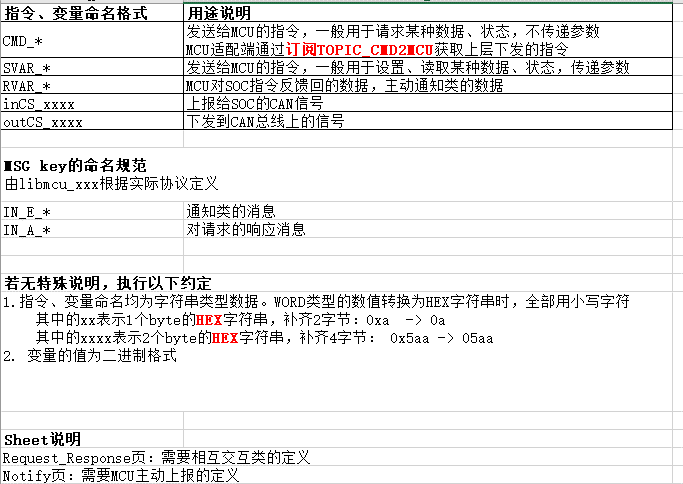 指令、变量命名格式 用途说明
CMD_* 发送给MCU的指令，一般用于请求某种数据、状态，不传递参数
MCU适配端通过订阅TOPIC_CMD2MCU获取上层下发的指令
SVAR_* 发送给MCU的指令，一般用于设置、读取某种数据、状态，传递参数
RVAR_* MCU对SOC指令反馈回的数据，主动通知类的数据
inCS_xxxx 上报给SOC的CAN信号
outCS_xxxx 下发到CAN总线上的信号
MSG key的命名规范
由libmcu_xxx根据实际协议定义
IN_E_* 通知类的消息
IN_A_* 对请求的响应消息
若无特殊说明，执行以下约定
1.指令、变量命名均为字符串类型数据。WORD类型的数值转换为HEX字符串时，全部用小写字符
其中的xx表示1个byte的HEX字符串，补齐2字节：0xa -> 0a
其中的xxxx表示2个byte的HEX字符串，补齐4字节： 0x5aa -> 05aa
2. 变量的值为二进制格式
Sheet说明
Request_Response页：需要相互交互类的定义
Notify页：需要MCU主动上报的定义